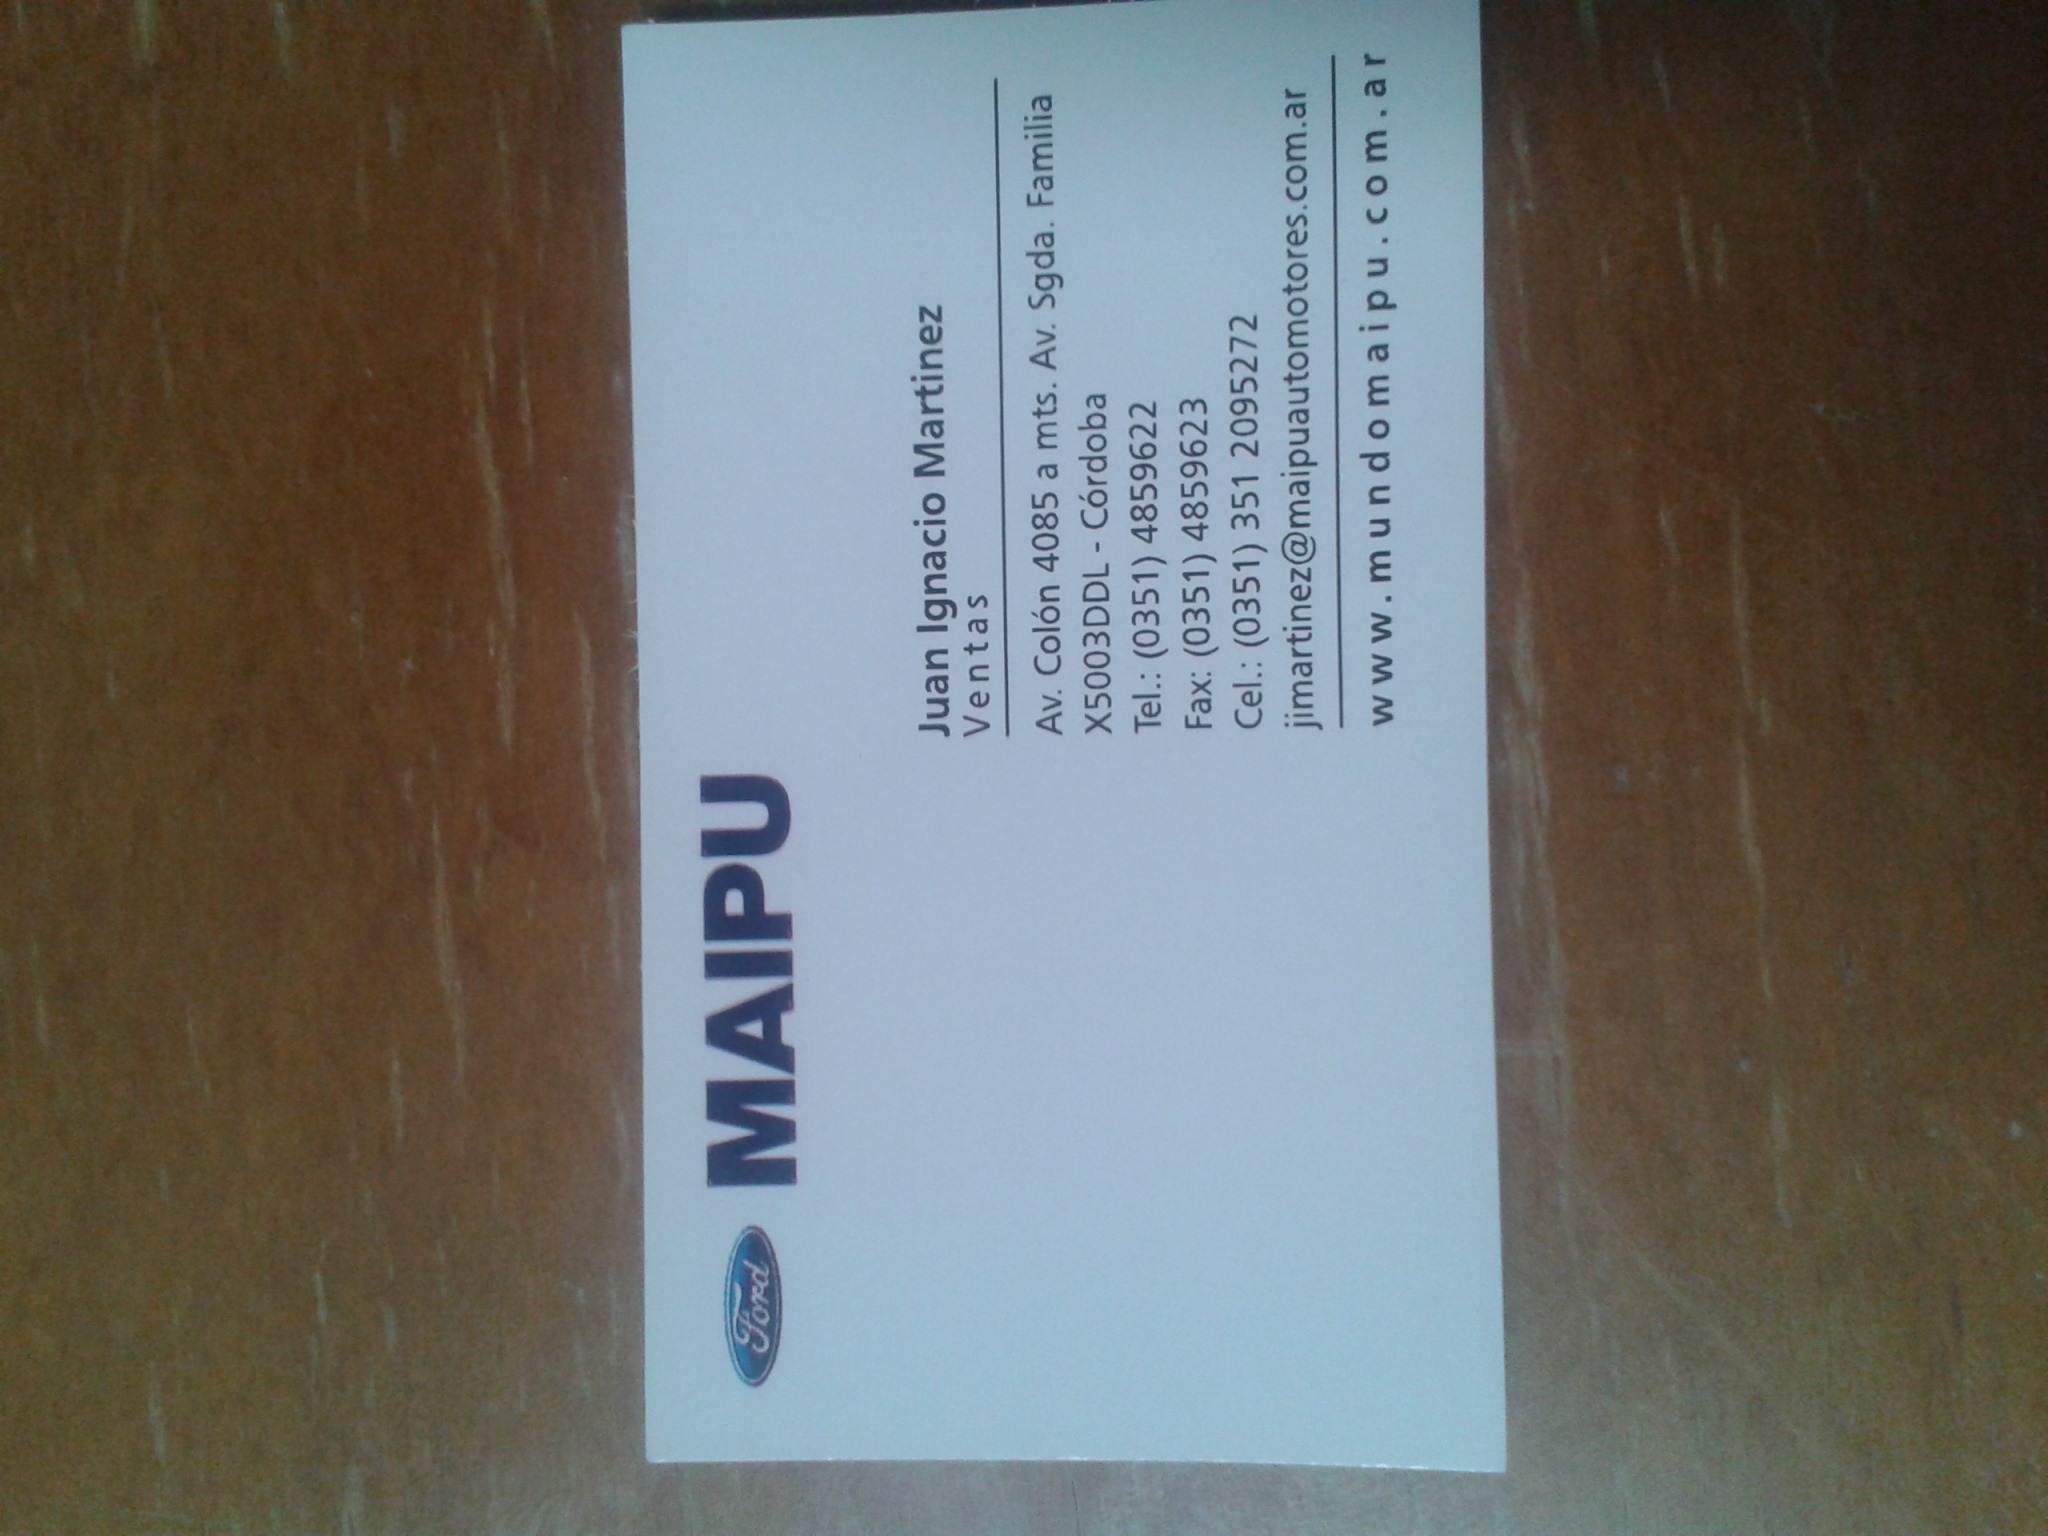 Ford MAIPU
Juan Ignacio Martinez
Ventas
Av. Colón 4085 a mts. Av. Sgda. Familia
X5003DDL - Córdoba
Tel.: (0351) 4859622
Fax: (0351) 4859623
Cel.: (0351) 351 2095272
jimartinez@maipuautomotores.com.ar
www.mundomaipu.com.ar